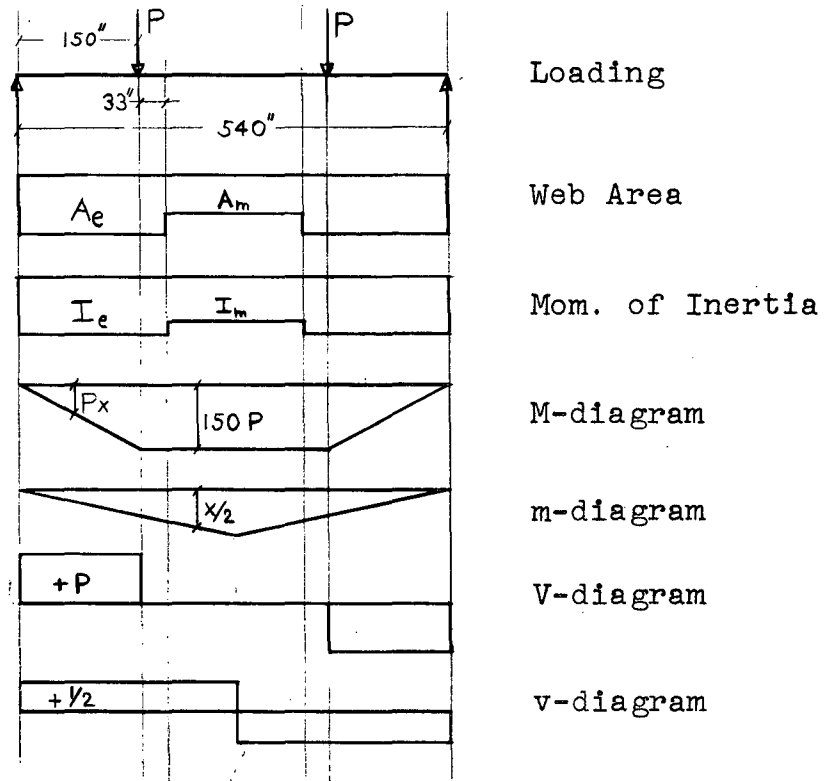 150"
P
P
Loading
33"
540"
Web Area
Ae
Am
Mom. of Inertia
Ie
Im
M-diagram
Px
150 P
m-diagram
x/2
V-diagram
+P
v-diagram
+1/2